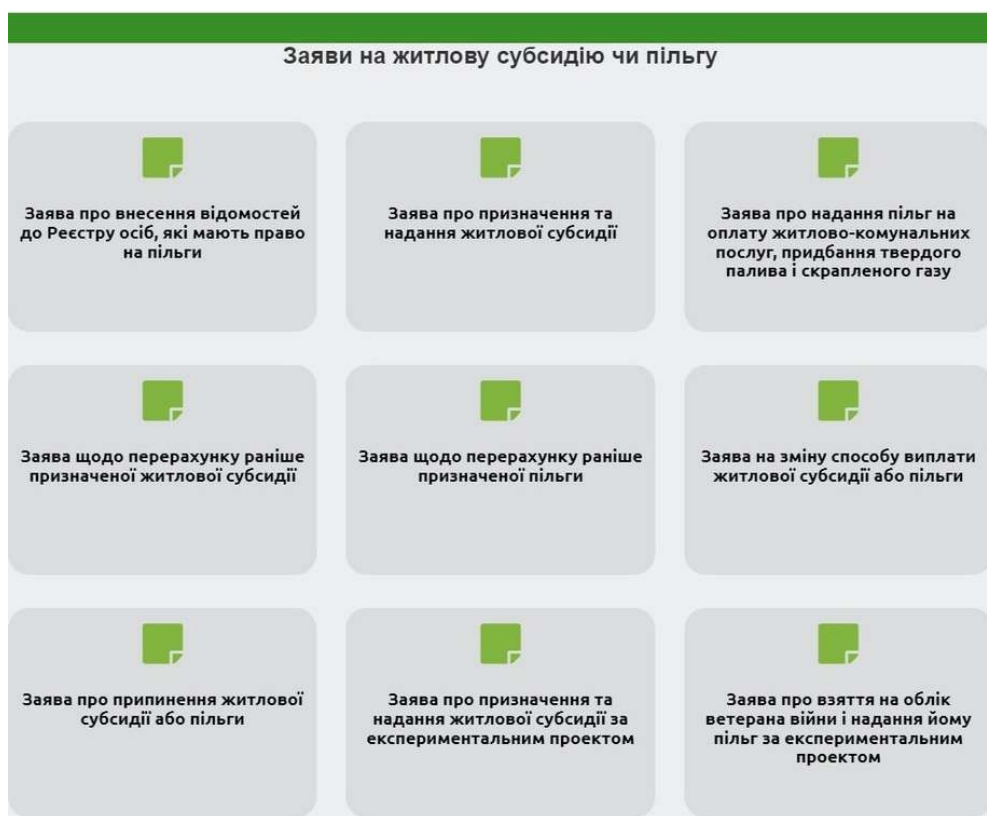 Заяви на житлову субсидію чи пільгу
Заява про внесення відомостей
до Реєстру осіб, які мають право
на пільги
Заява про призначення та
надання житлової субсидії
Заява про надання пільг на
оплату житлово-комунальних
послуг, придбання твердого
палива і скрапленого газу
Заява щодо перерахунку раніше
призначеної житлової субсидії
Заява щодо перерахунку раніше
призначеної пільги
Заява на зміну способу виплати
житлової субсидії або пільги
Заява про припинення житлової
субсидії або пільги
Заява про призначення та
надання житлової субсидії за
експериментальним проектом
Заява про взяття на облік
ветерана війни і надання йому
пільг за експериментальним
проектом